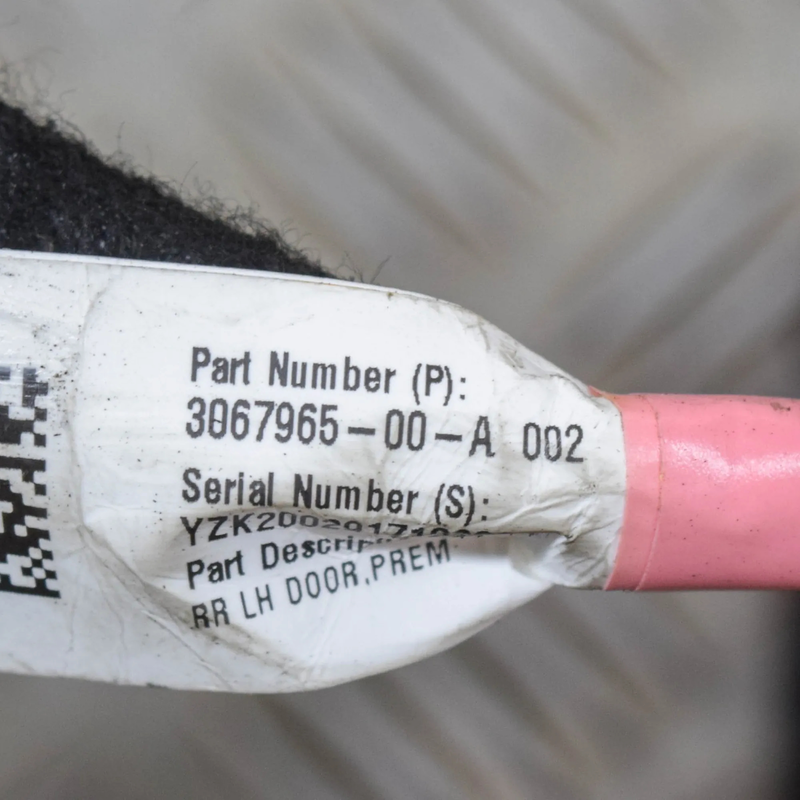 Part Number (P):
3067965-00-A 002
Serial Number (S):
Part
RR LH DOOR,PREM